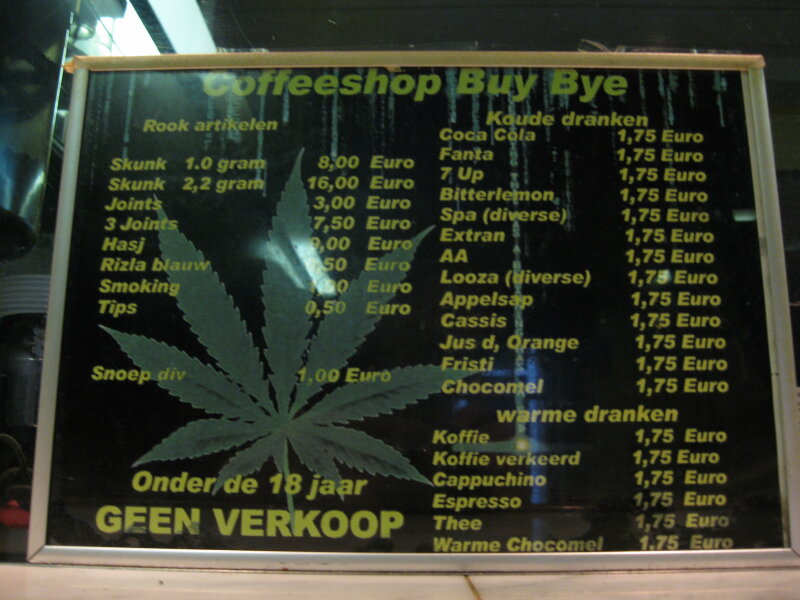 Coffeeshop Buy Bye
Rook artikelen
Skunk 1.0 gram 8,00 Euro
Skunk 2,2 gram 16,00 Euro
Joints 3,00 Euro
3 Joints 7,50 Euro
Hasj ,00 Euro
Rizla blauw ,50 Euro
Smoking Euro
Tips 0,50 Euro
Snoep div 1,00 Euro
Onder de 18 jaar
GEEN VERKOOP
Koude dranken
Coca Cola 1,75 Euro
Fanta 1,75 Euro
7 Up 1,75 Euro
Bitterlemon 1,75 Euro
Spa (diverse) 1,75 Euro
Extran 1,75 Euro
AA 1,75 Euro
Looza (diverse) 1,75 Euro
Appelsap 1,75 Euro
Cassis 1,75 Euro
Jus d, Orange 1,75 Euro
Fristi 1,75 Euro
Chocomel 1,75 Euro
warme dranken
Koffie 1,75 Euro
Koffie verkeerd 1,75 Euro
Cappuchino 1,75 Euro
Espresso 1,75 Euro
Thee 1,75 Euro
Warme Chocomel 1,75 Euro